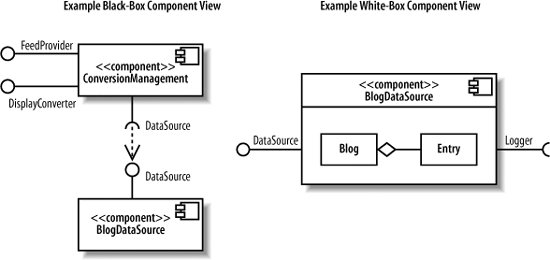 Example Black-Box Component View
FeedProvider
<<component>>
ConversionManagement
DisplayConverter
DataSource
DataSource
<<component>>
BlogDataSource
Example White-Box Component View
<<component>>
BlogDataSource
DataSource
Blog
Entry
Logger